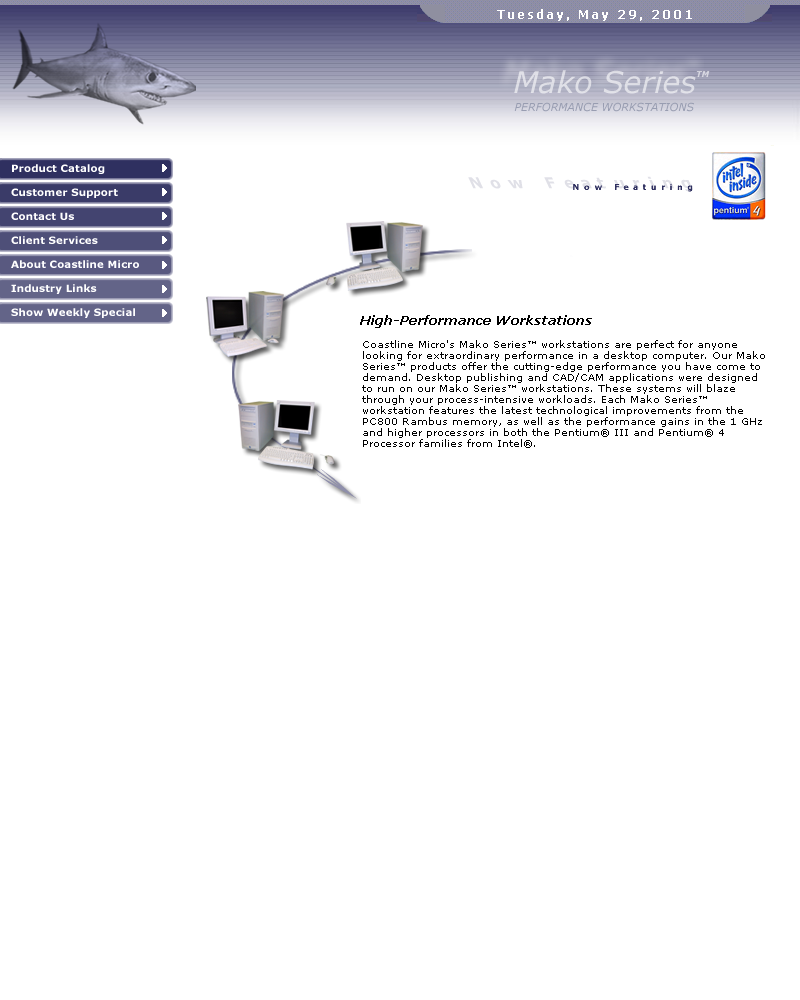 Tuesday, May 29, 2001
Mako Series™
PERFORMANCE WORKSTATIONS
Product Catalog
Customer Support
Contact Us
Client Services
About Coastline Micro
Industry Links
Show Weekly Special
Now Featuring
Now Featuring
intel inside
pentium® 4
High-Performance Workstations
Coastline Micro's Mako Series™ workstations are perfect for anyone
looking for extraordinary performance in a desktop computer. Our Mako
Series™ products offer the cutting-edge performance you have come to
demand. Desktop publishing and CAD/CAM applications were designed
to run on our Mako Series™ workstations. These systems will blaze
through your process-intensive workloads. Each Mako Series™
workstation features the latest technological improvements from the
PC800 Rambus memory, as well as the performance gains in the 1 GHz
and higher processors in both the Pentium® III and Pentium® 4
Processor families from Intel®.